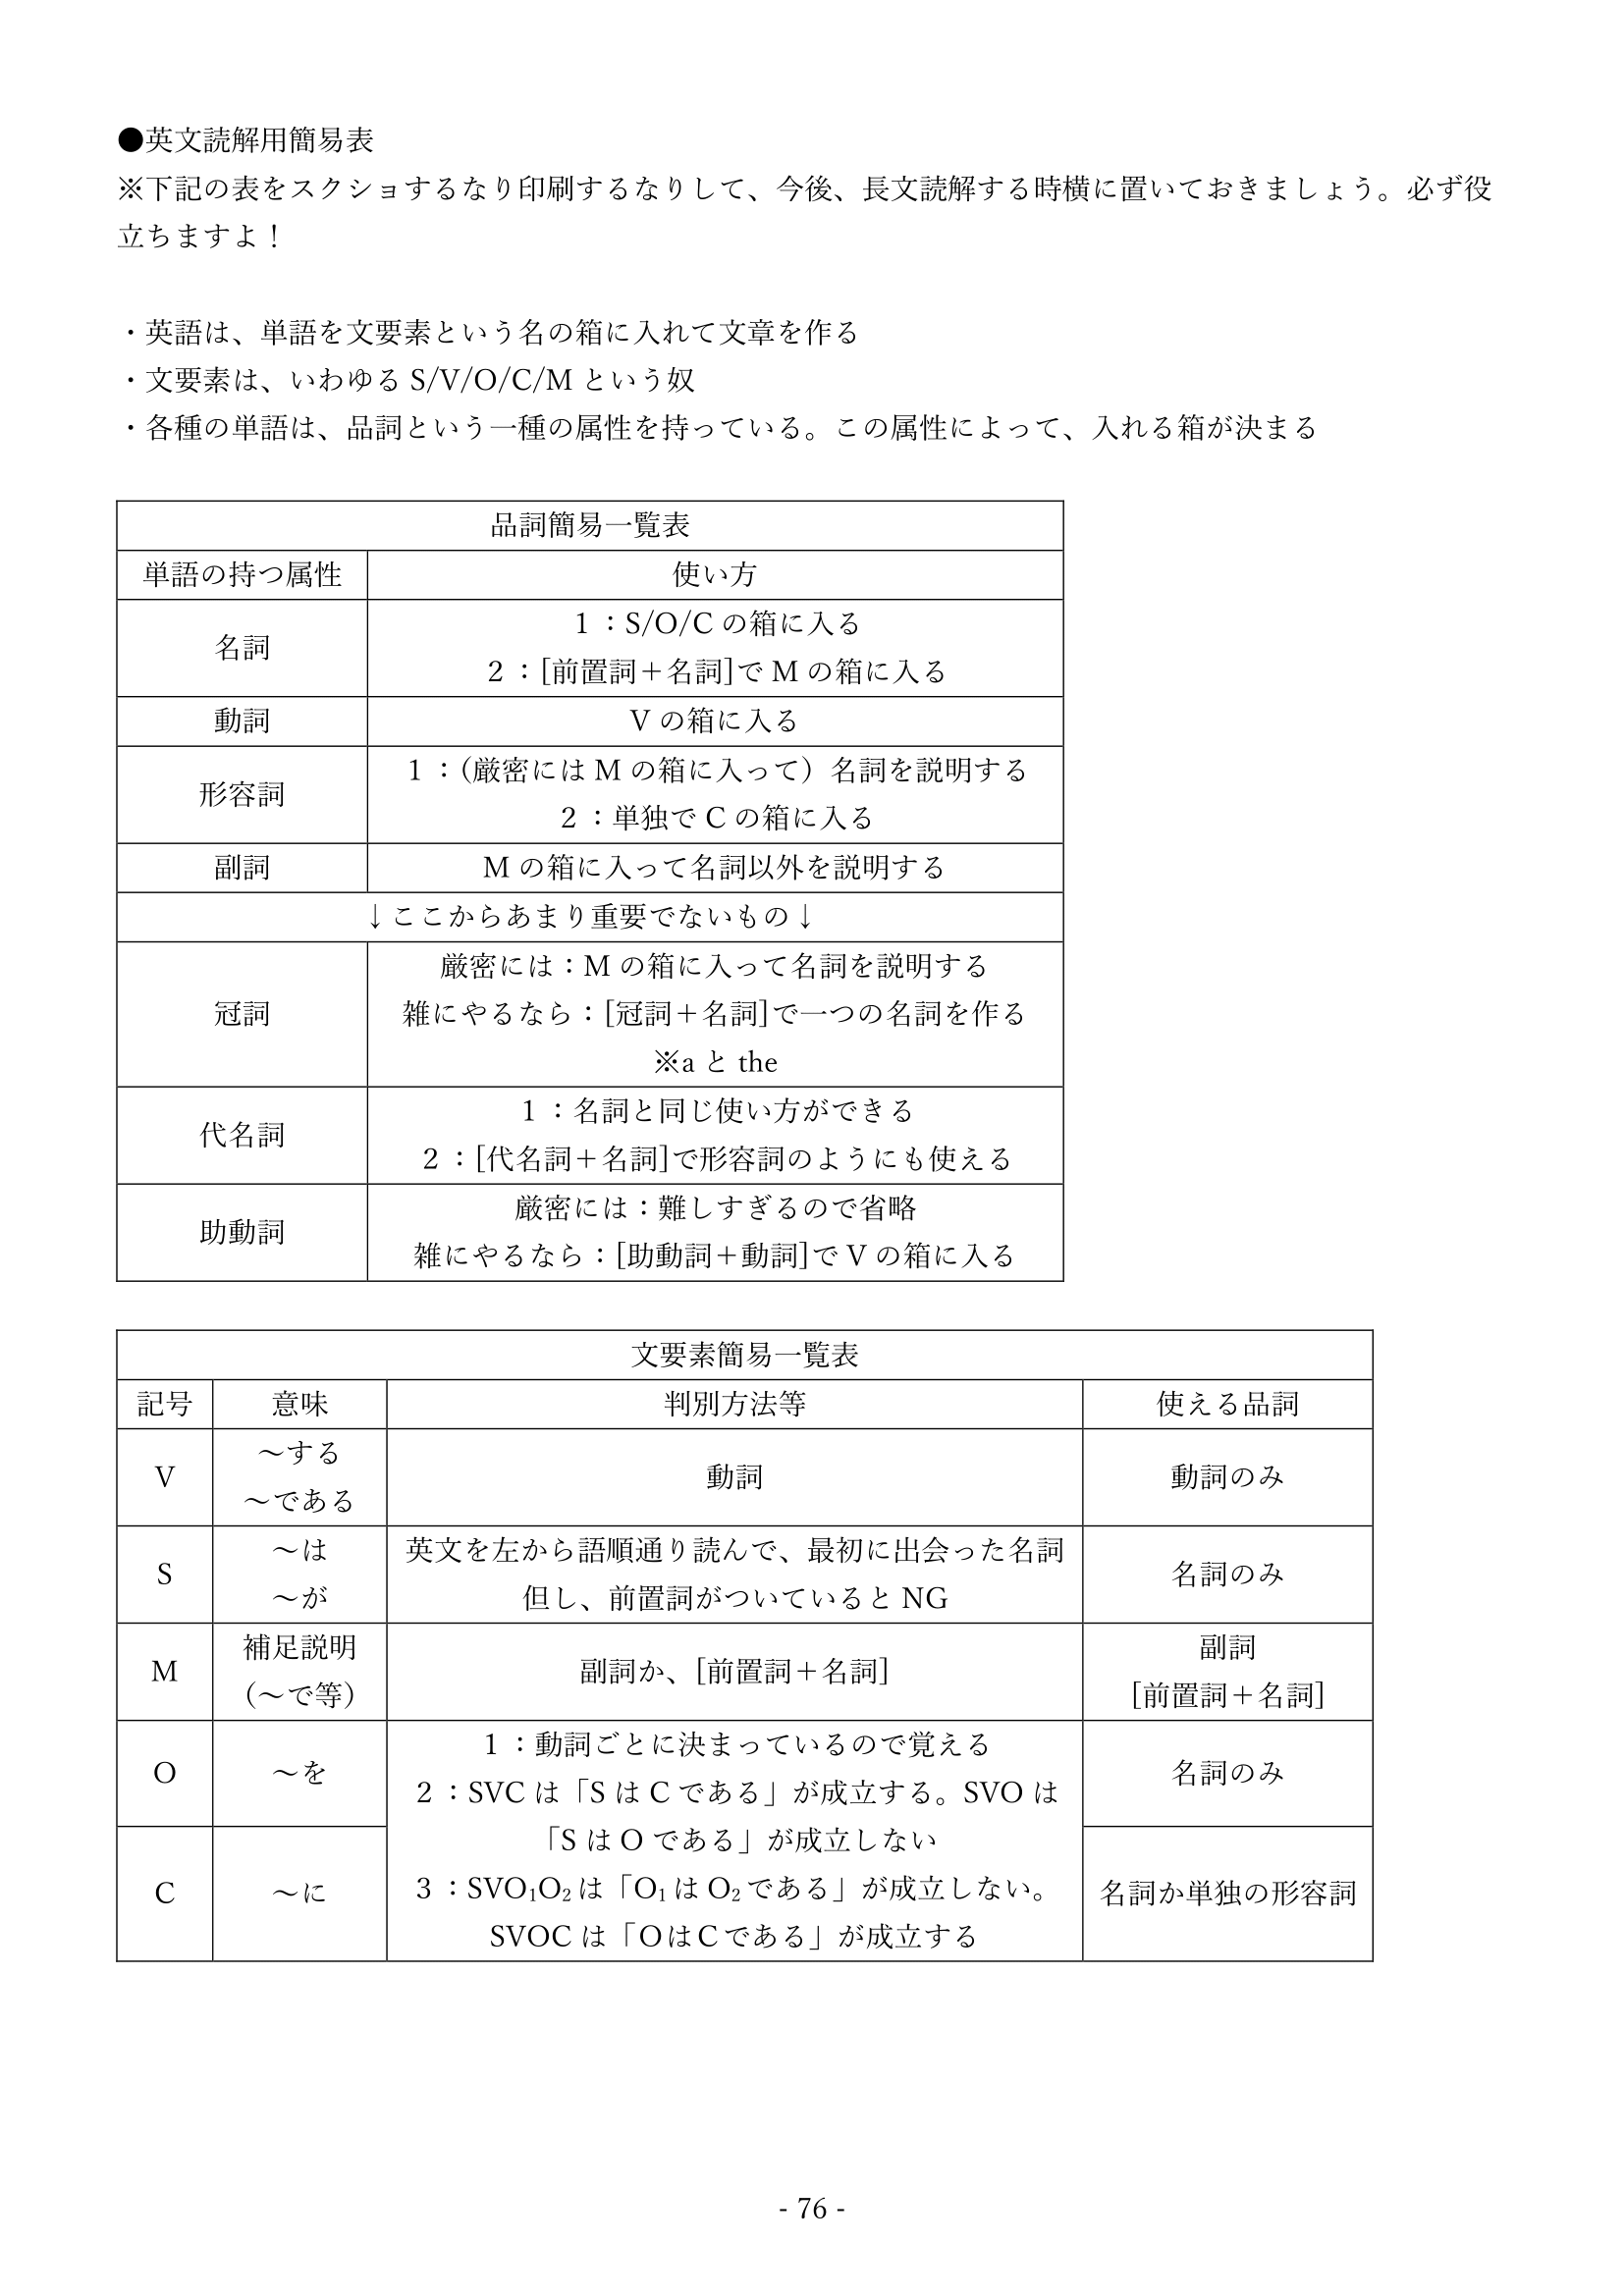 ●英文読解用簡易表
※下記の表をスクショするなり印刷するなりして、今後、長文読解する時横に置いておきましょう。必ず役
立ちますよ！
・英語は、単語を文要素という名の箱に入れて文章を作る
・文要素は、いわゆる S/V/O/C/M という奴
・各種の単語は、品詞という一種の属性を持っている。この属性によって、入れる箱が決まる
品詞簡易一覧表
単語の持つ属性 使い方
名詞
1：S/O/C の箱に入る
2：[前置詞＋名詞]で M の箱に入る
動詞 V の箱に入る
形容詞
1：（厳密には M の箱に入って）名詞を説明する
2：単独で C の箱に入る
副詞 M の箱に入って名詞以外を説明する
↓ここからあまり重要でないもの↓
冠詞
厳密には：M の箱に入って名詞を説明する
雑にやるなら：[冠詞＋名詞]で一つの名詞を作る
※a と the
代名詞
1：名詞と同じ使い方ができる
2：[代名詞＋名詞]で形容詞のようにも使える
助動詞
厳密には：難しすぎるので省略
雑にやるなら：[助動詞＋動詞]で V の箱に入る
文要素簡易一覧表
記号 意味 判別方法等 使える品詞
V
～する
～である
動詞
動詞のみ
S
～は
～が
英文を左から語順通り読んで、最初に出会った名詞
但し、前置詞がついていると NG
名詞のみ
M
補足説明
（～で等）
副詞か、[前置詞＋名詞]
副詞
[前置詞＋名詞]
O
～を
1：動詞ごとに決まっているので覚える
2：SVC は「S は C である」が成立する。SVO は
「S は O である」が成立しない
3：SVO₁O₂は「O₁は O₂である」が成立しない。
SVOC は「O は C である」が成立する
名詞のみ
C
～に
名詞か単独の形容詞
- 76 -